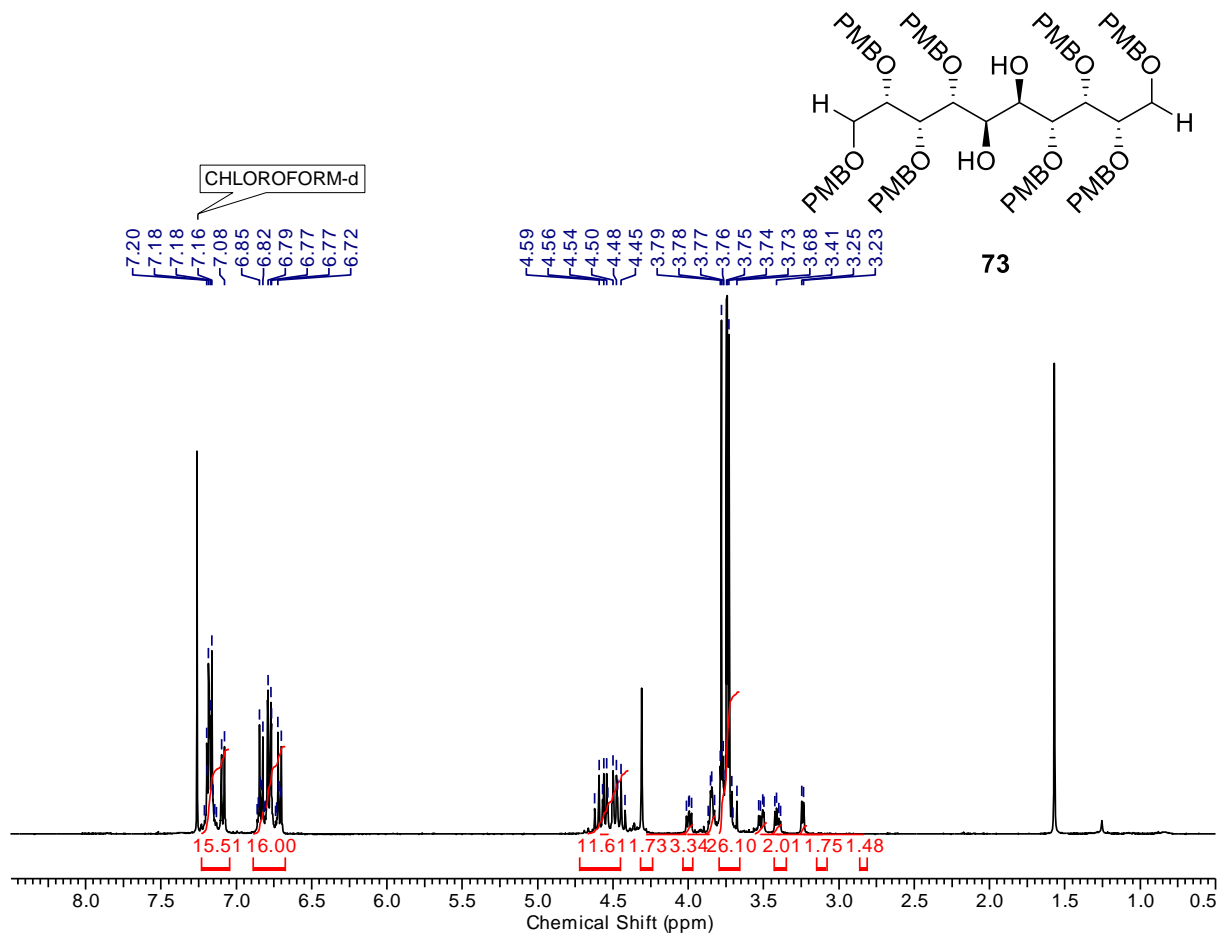 PMBO PMBO HO PMBO PMBO
H H
PMBO PMBO HO PMBO PMBO
73
CHLOROFORM-d
7.20 7.18 7.18 7.16 7.08 6.85 6.82 6.79 6.77 6.77 6.72 4.59 4.56 4.54 4.50 4.48 4.45 3.79 3.78 3.77 3.76 3.75 3.74 3.73 3.68 3.41 3.25 3.23
15.51 16.00 11.61 1.73 3.34 26.10 2.01 1.75 1.48
8.0 7.5 7.0 6.5 6.0 5.5 5.0 4.5 4.0 3.5 3.0 2.5 2.0 1.5 1.0 0.5
Chemical Shift (ppm)